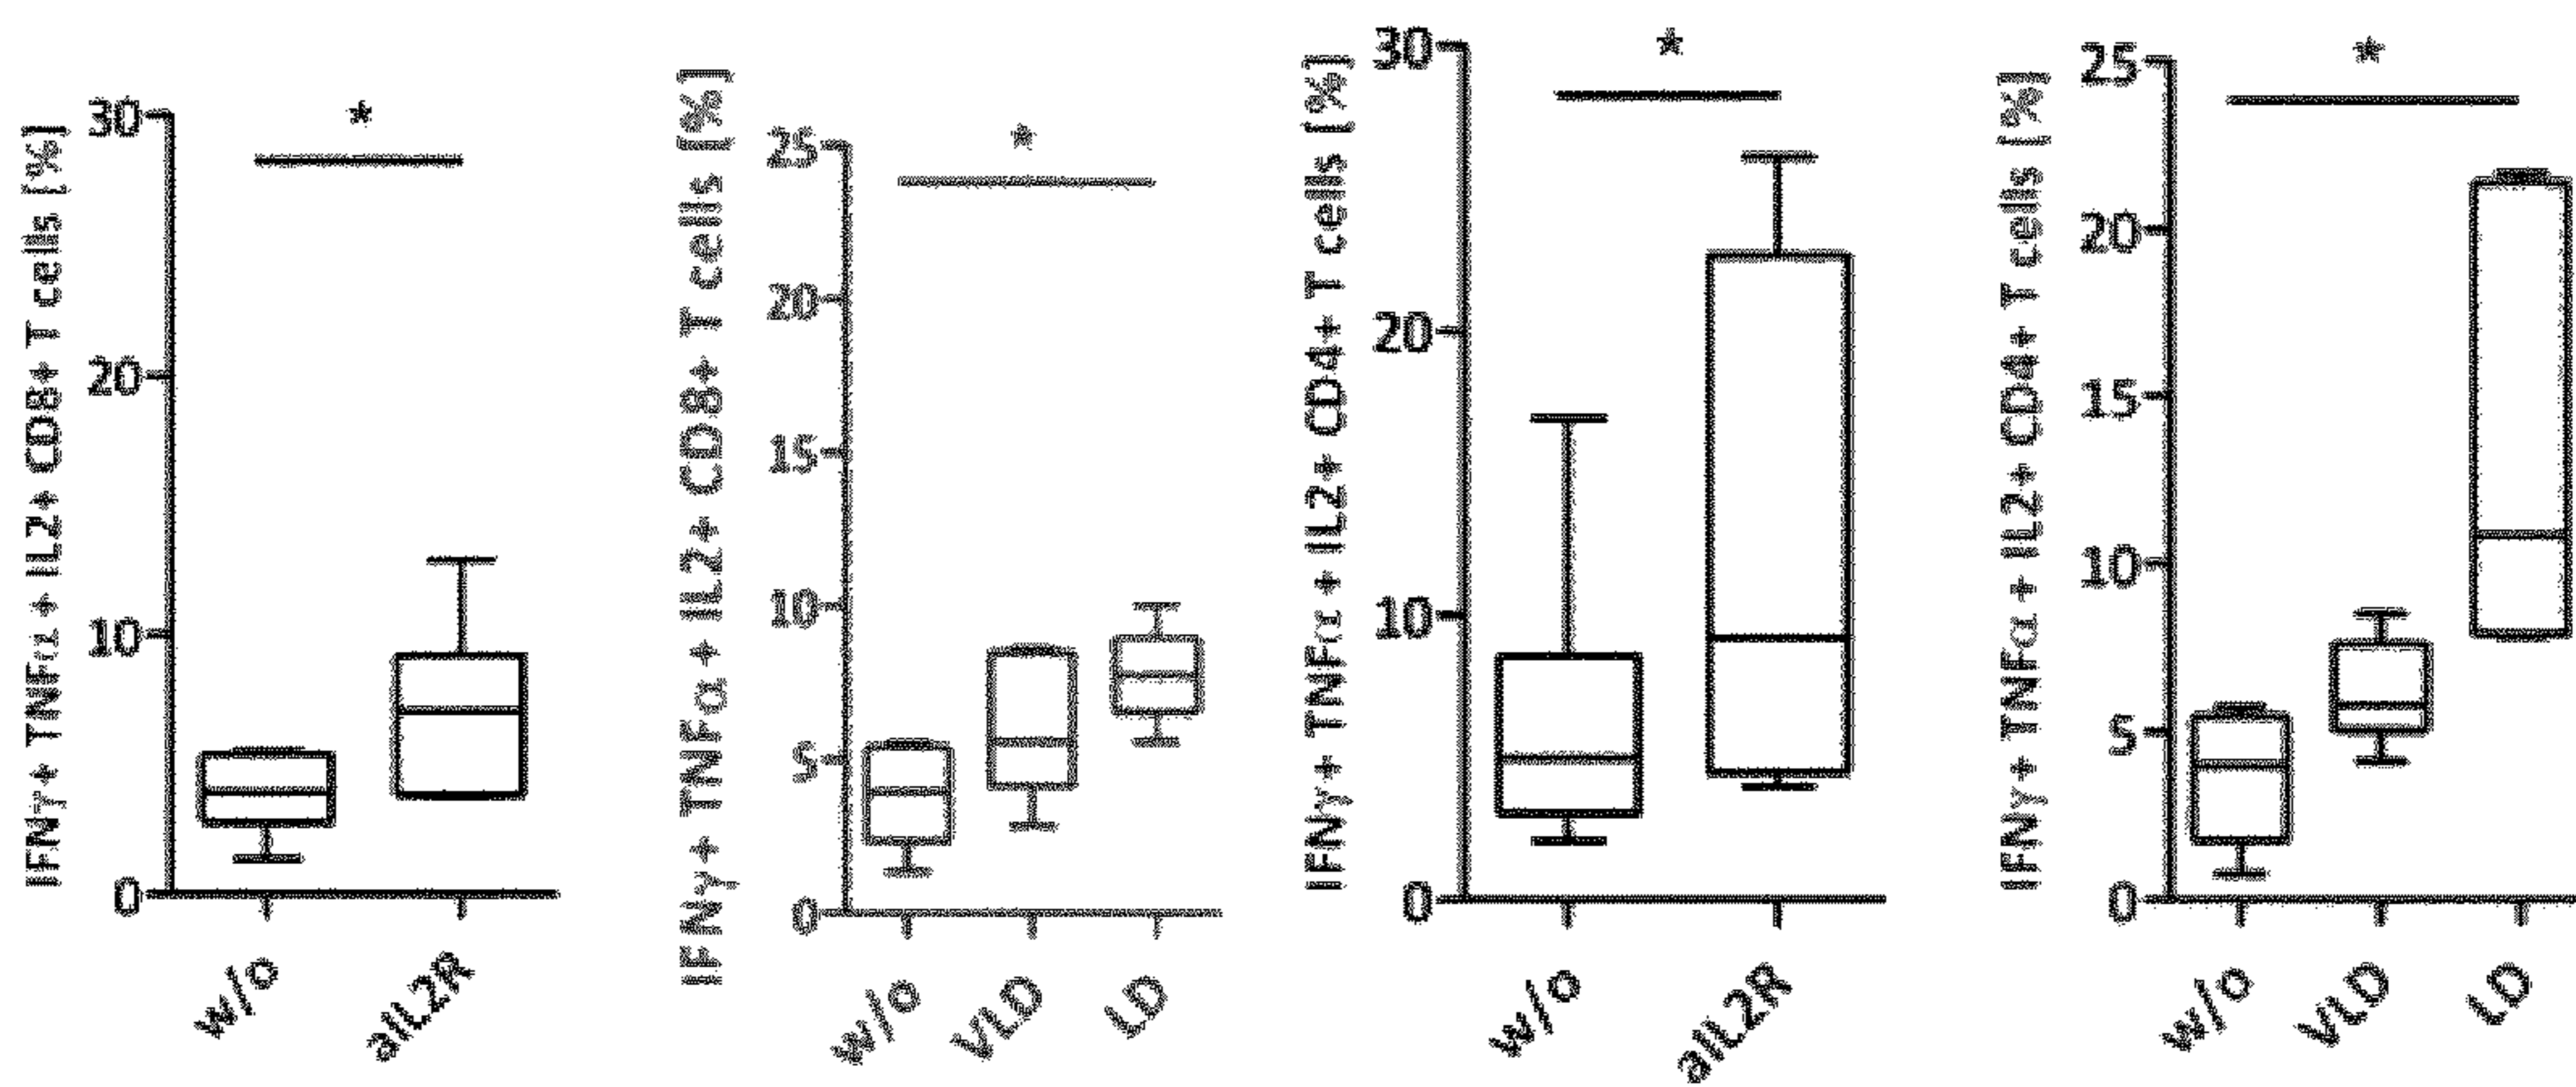 IFNγ+ TNFα + IL2+ CD8+ T cells [%]
30
20
10
0
*
w/o
aIL2R
IFNγ+ TNFα + IL2+ CD8+ T cells [%]
25
20
15
10
5
0
*
w/o
VLD
LD
IFNγ+ TNFα + IL2+ CD4+ T cells [%]
30
20
10
0
*
w/o
aIL2R
IFNγ+ TNFα + IL2+ CD4+ T cells [%]
25
20
15
10
5
0
*
w/o
VLD
LD